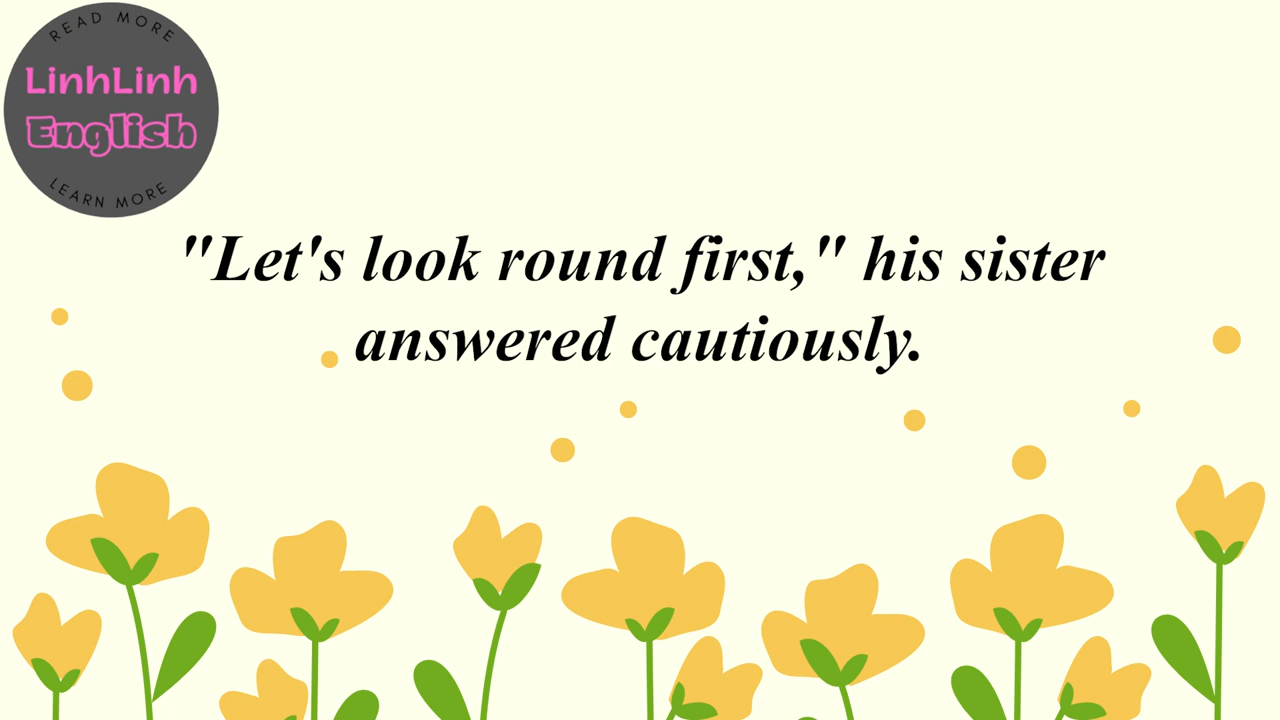 READ MORE
LinhLinh
English
LEARN MORE
"Let's look round first," his sister
answered cautiously.